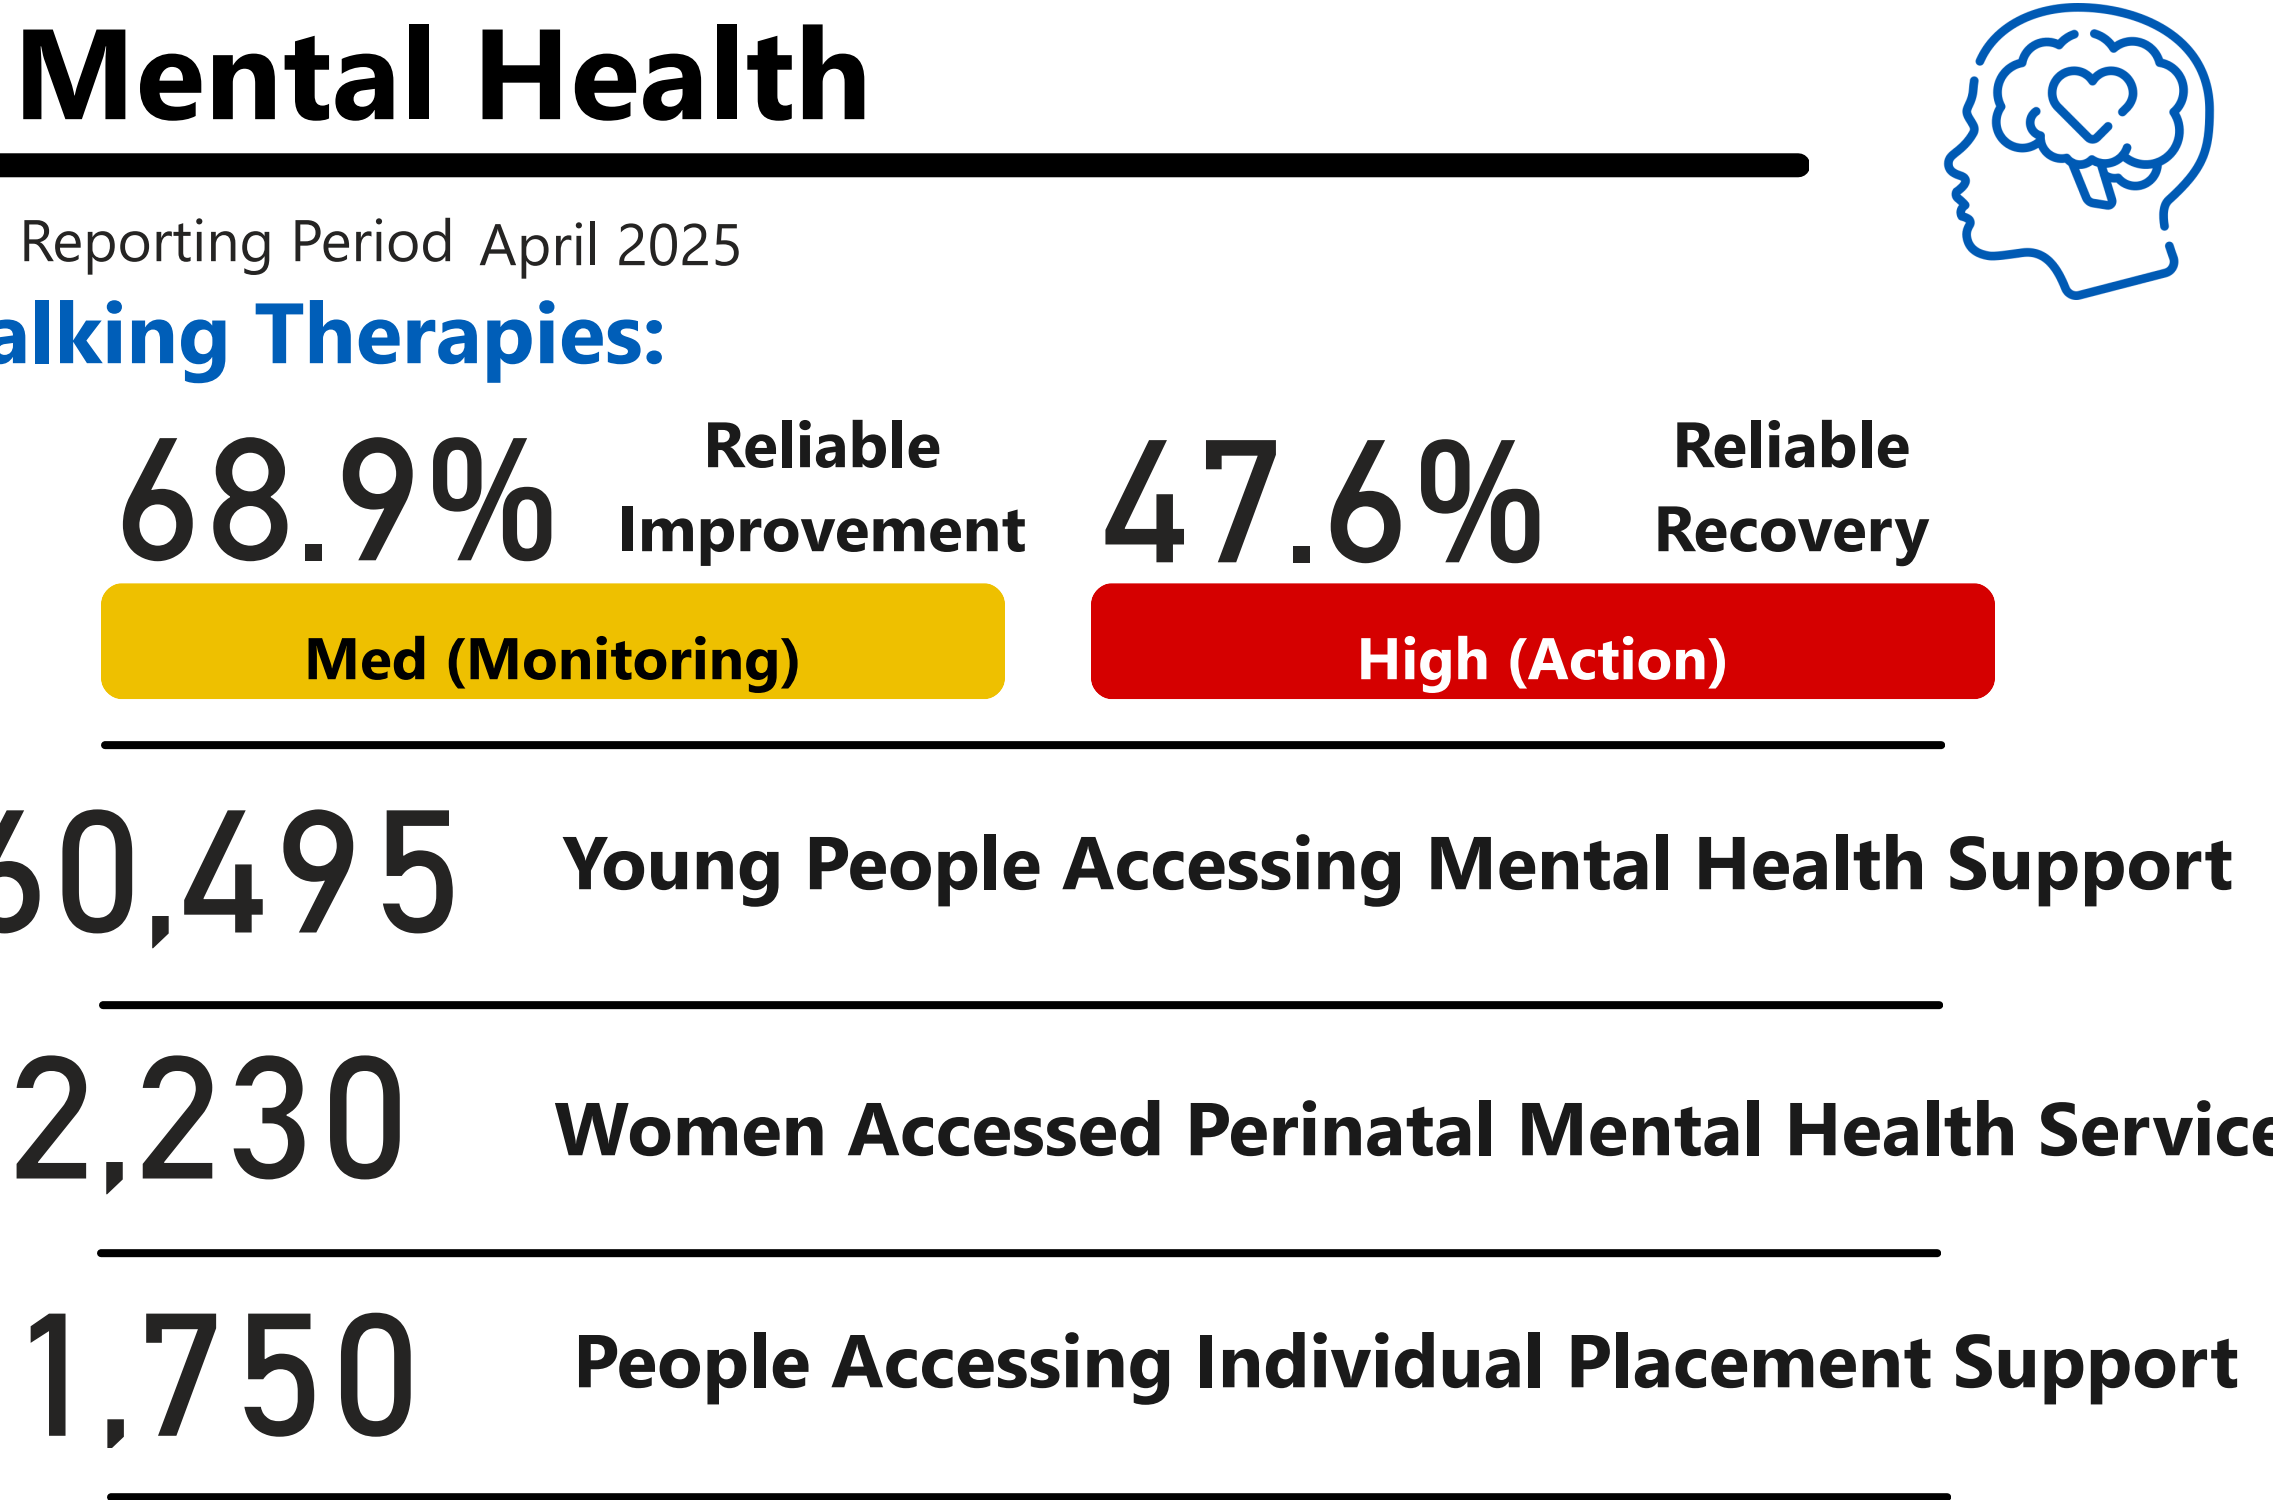 Mental Health
Reporting Period April 2025
alking Therapies:
68.9% Reliable Improvement
47.6% Reliable Recovery
Med (Monitoring)
High (Action)
60,495 Young People Accessing Mental Health Support
2,230 Women Accessed Perinatal Mental Health Service
1,750 People Accessing Individual Placement Support